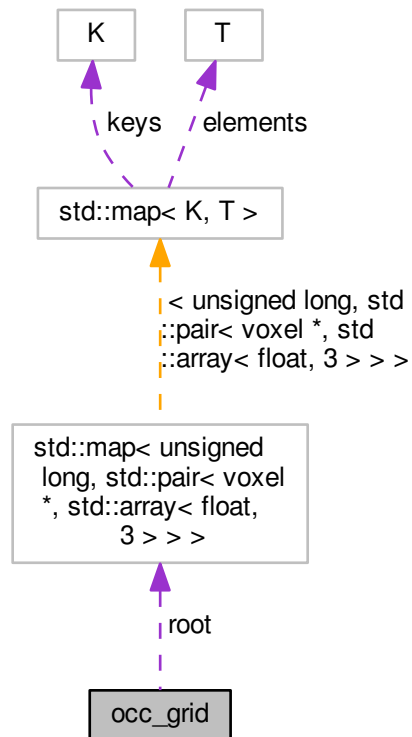 K
T
keys
elements
std::map< K, T >
< unsigned long, std
::pair< voxel *, std
::array< float, 3 > > >
std::map< unsigned
long, std::pair< voxel
*, std::array< float,
3 > > >
root
occ_grid